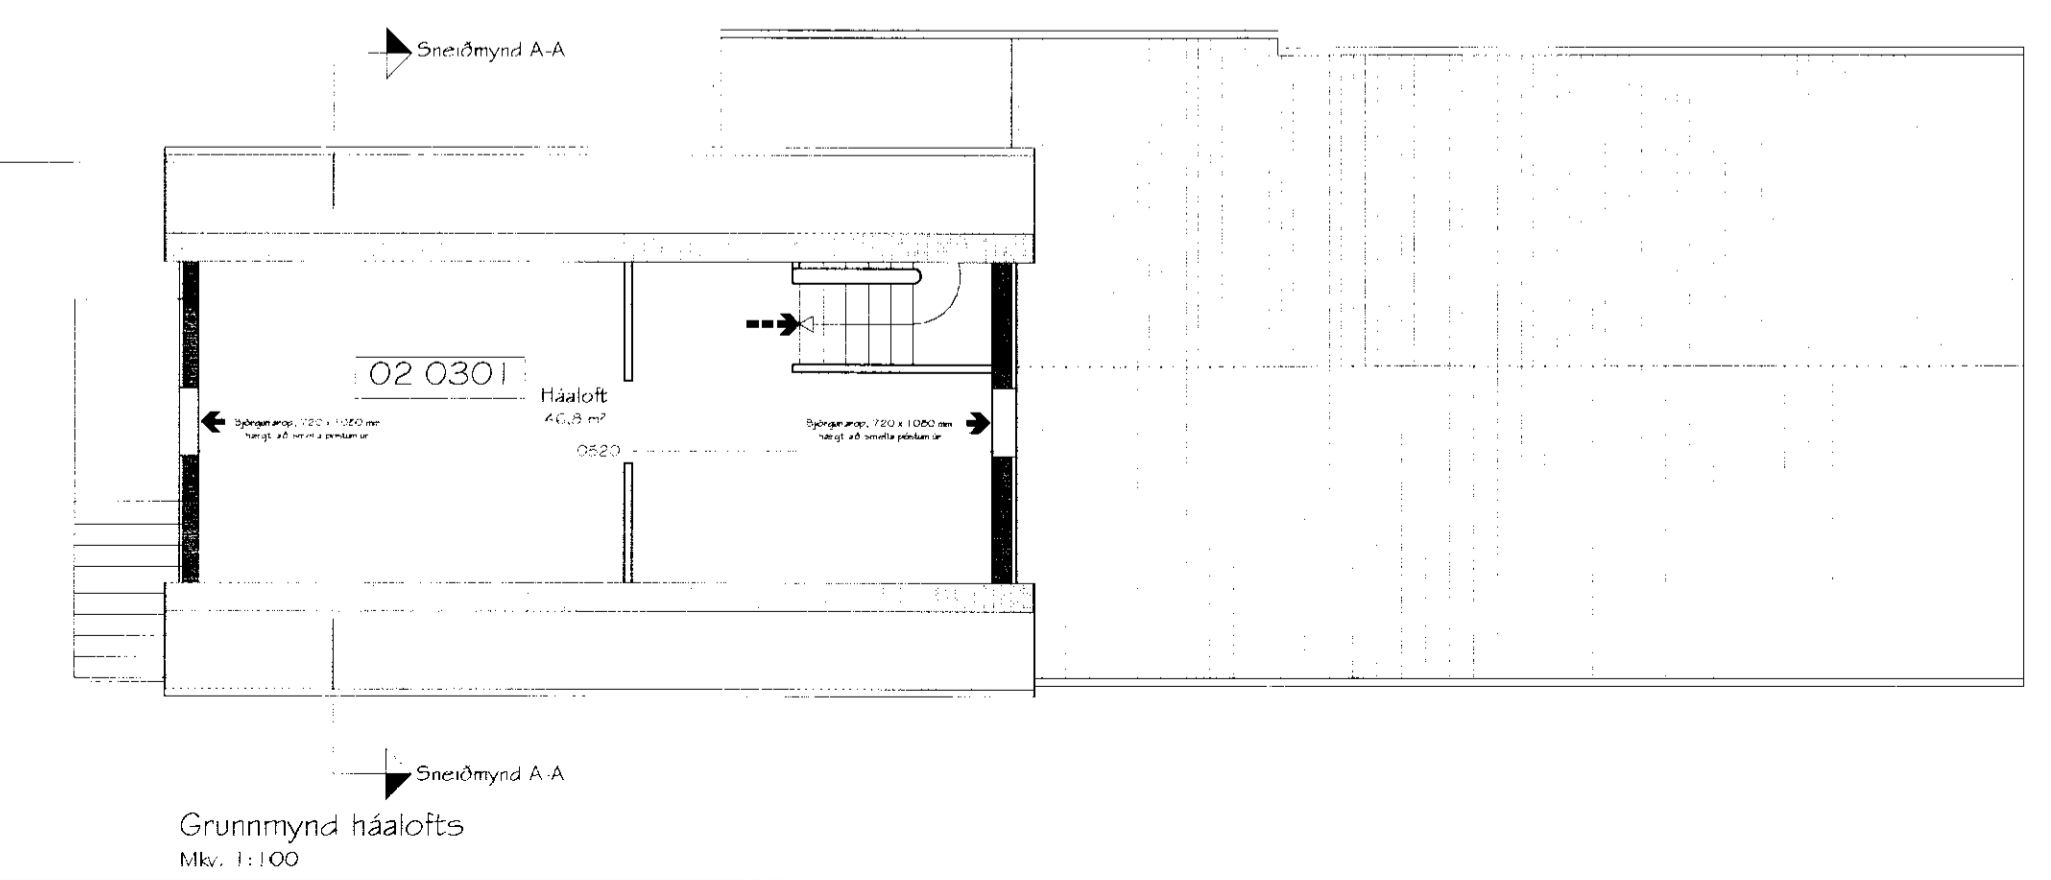 Sneiðmynd A-A
02 0301
Háaloft
46,8 m²
Björgunarop, 720 x 1080 mm
hægt að smella póstum úr
Björgunarop, 720 x 1080 mm
hægt að smella póstum úr
0520
Sneiðmynd A-A
Grunnmynd háalofts
Mkv. 1:100